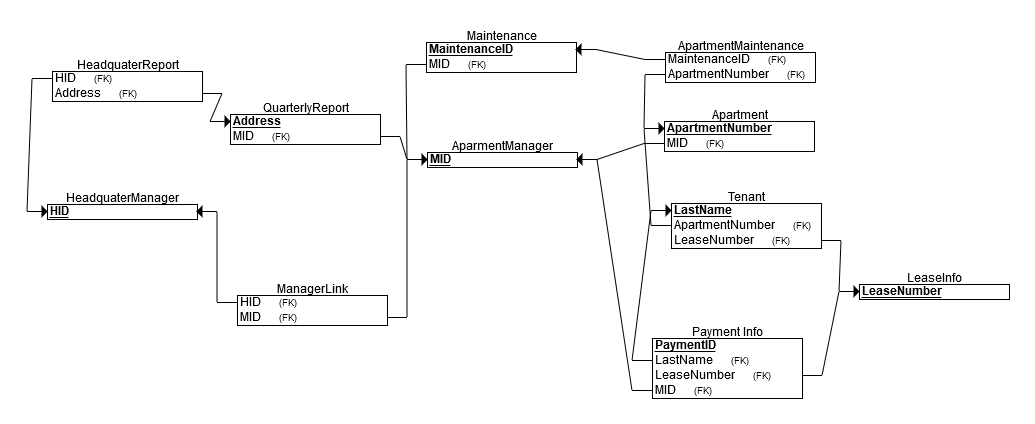 Maintenance
MaintenanceID
MID (FK)
ApartmentMaintenance
MaintenanceID (FK)
ApartmentNumber (FK)
HeadquaterReport
HID (FK)
Address (FK)
QuarterlyReport
Address
MID (FK)
Apartment
ApartmentNumber
MID (FK)
AparmentManager
MID
HeadquaterManager
HID
Tenant
LastName
ApartmentNumber (FK)
LeaseNumber (FK)
LeaseInfo
LeaseNumber
ManagerLink
HID (FK)
MID (FK)
Payment Info
PaymentID
LastName (FK)
LeaseNumber (FK)
MID (FK)